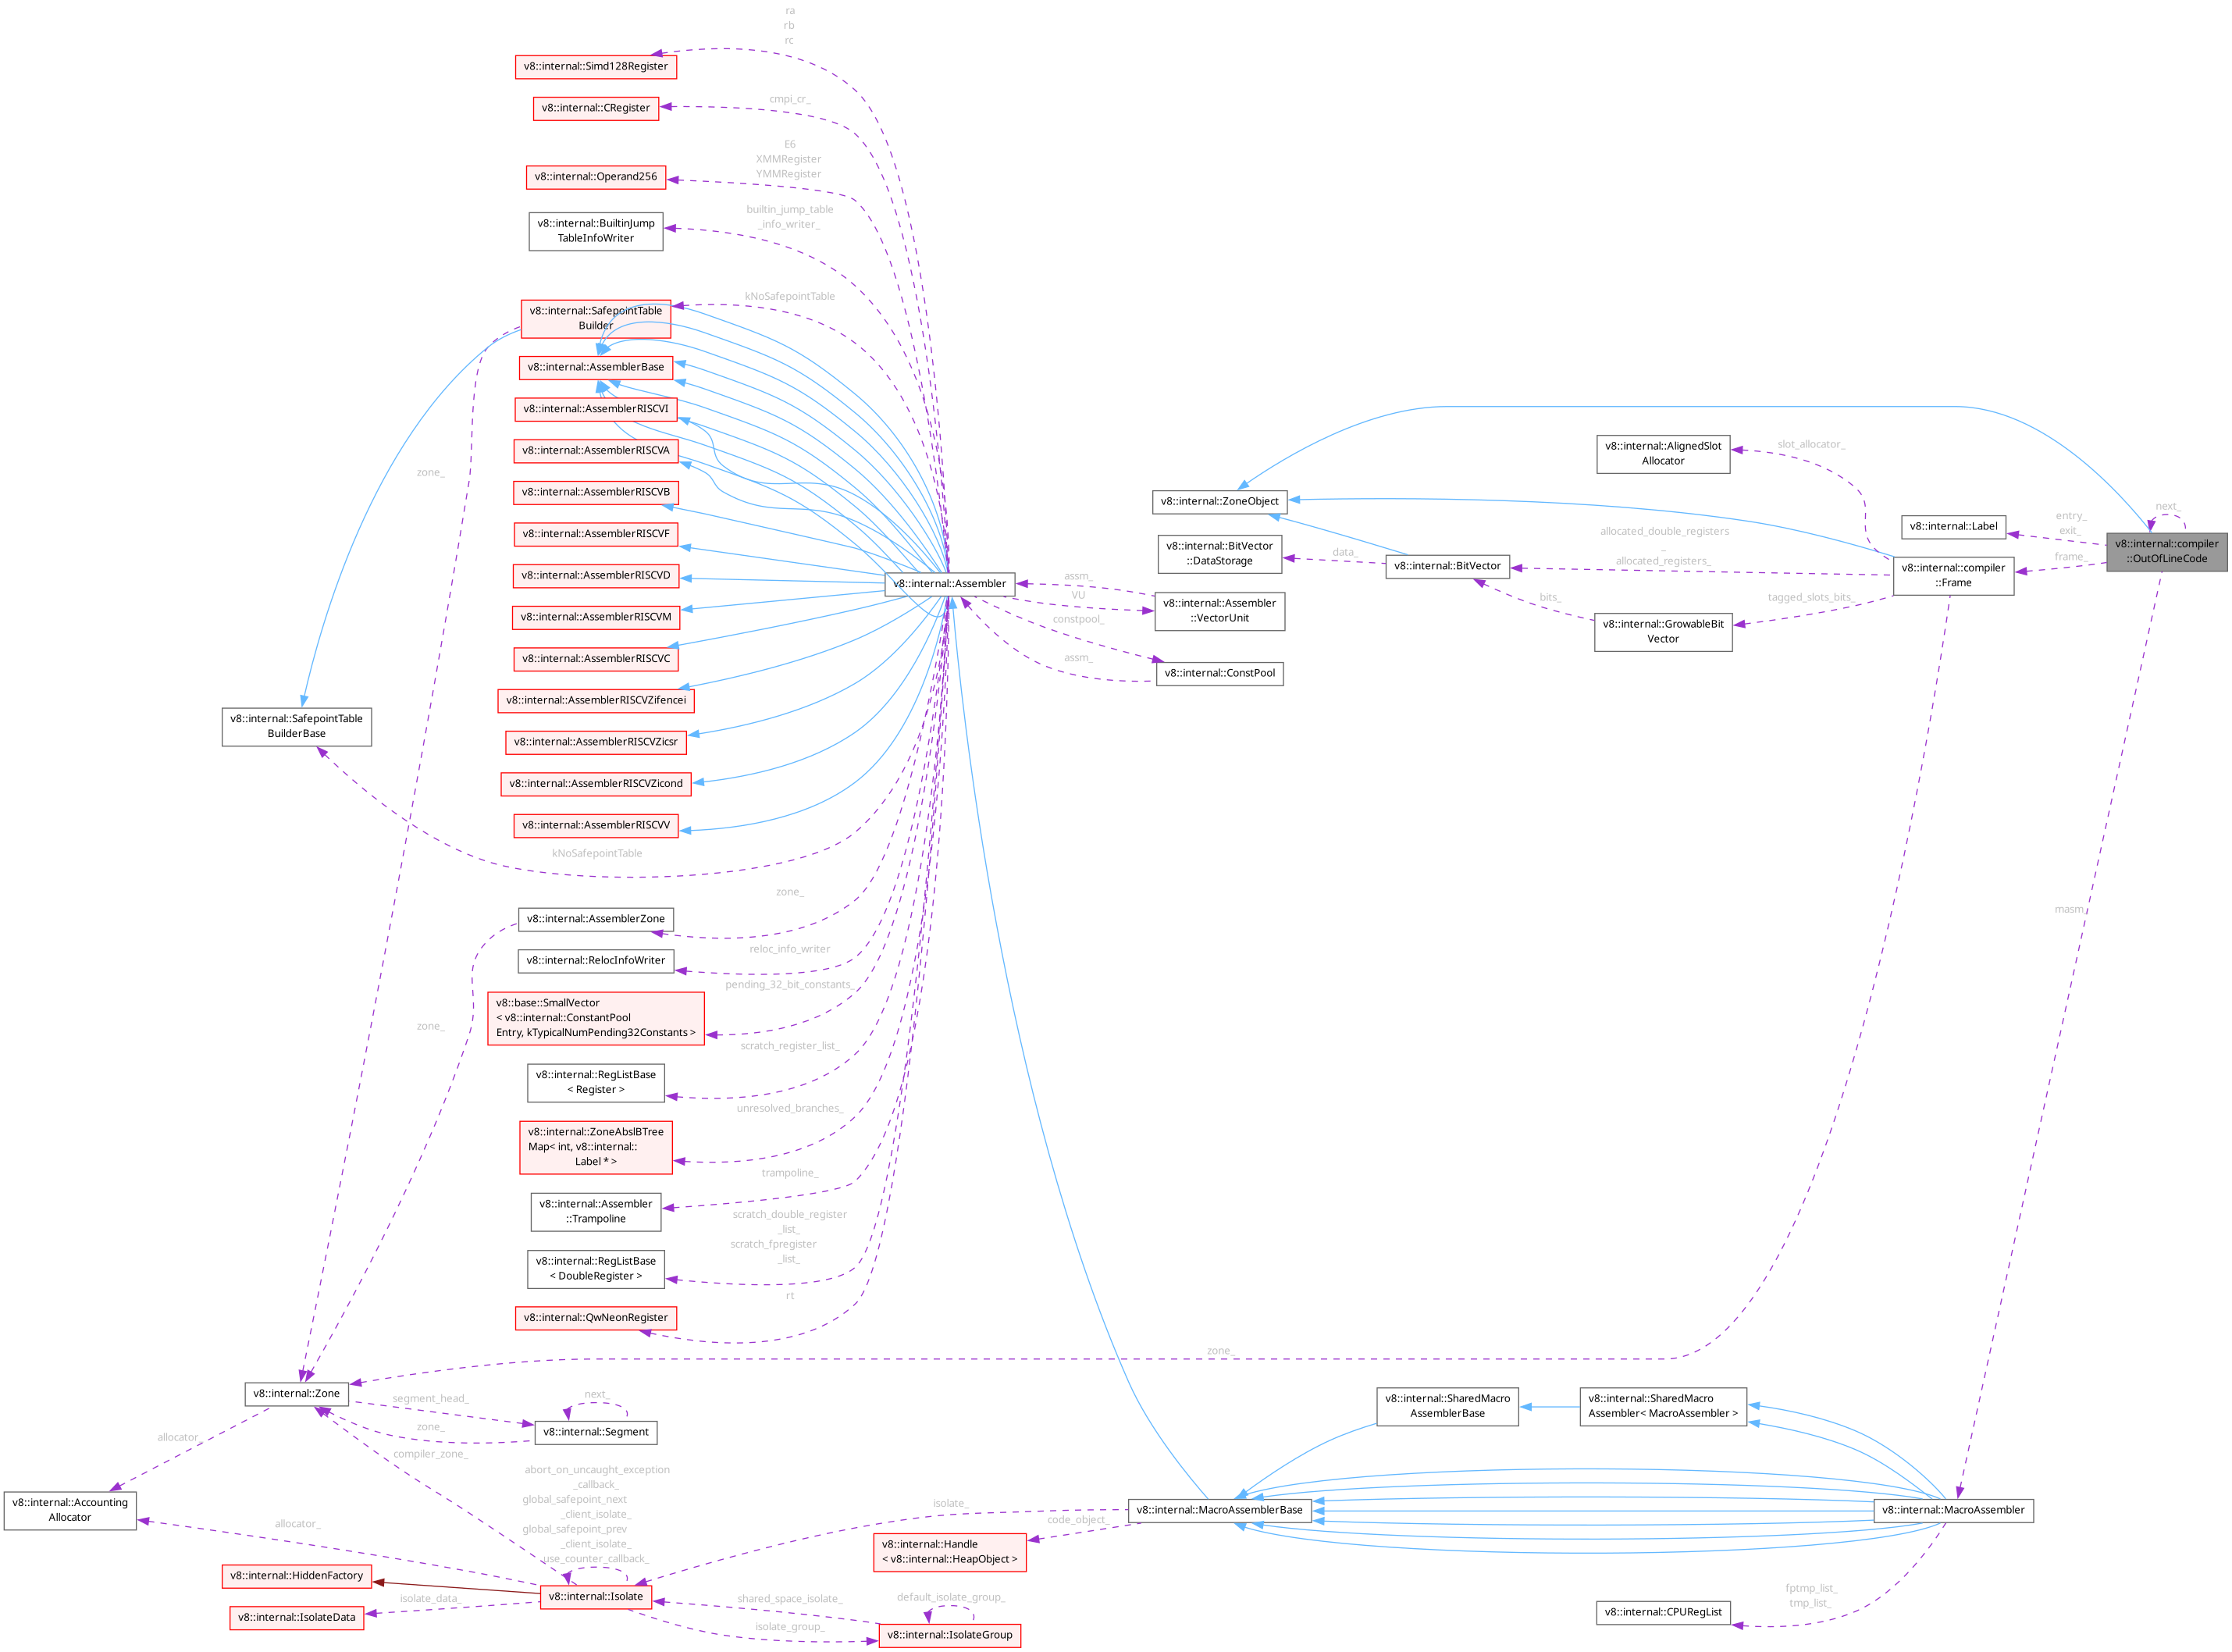 ra
rb
rc
v8::internal::Simd128Register
cmpi_cr_
v8::internal::CRegister
E6
XMMRegister
YMMRegister
v8::internal::Operand256
builtin_jump_table
_info_writer_
v8::internal::BuiltinJump
TableInfoWriter
kNoSafepointTable
v8::internal::SafepointTable
Builder
v8::internal::AssemblerBase
v8::internal::AssemblerRISCVI
v8::internal::AssemblerRISCVA
v8::internal::AssemblerRISCVB
v8::internal::AssemblerRISCVF
v8::internal::AssemblerRISCVD
v8::internal::AssemblerRISCVM
v8::internal::AssemblerRISCVC
v8::internal::AssemblerRISCVZifencei
v8::internal::AssemblerRISCVZicsr
v8::internal::AssemblerRISCVZicond
v8::internal::AssemblerRISCVV
zone_
v8::internal::SafepointTable
BuilderBase
kNoSafepointTable
v8::internal::Assembler
assm_
VU
constpool_
assm_
v8::internal::Assembler
::VectorUnit
v8::internal::ConstPool
v8::internal::ZoneObject
v8::internal::BitVector
::DataStorage
data_
v8::internal::BitVector
v8::internal::AlignedSlot
Allocator
slot_allocator_
allocated_double_registers
_
allocated_registers_
bits_
tagged_slots_bits_
v8::internal::GrowableBit
Vector
v8::internal::Label
v8::internal::compiler
::Frame
entry_
exit_
frame_
next_
v8::internal::compiler
::OutOfLineCode
masm_
zone_
v8::internal::AssemblerZone
reloc_info_writer
v8::internal::RelocInfoWriter
pending_32_bit_constants_
v8::base::SmallVector
< v8::internal::ConstantPool
Entry, kTypicalNumPending32Constants >
zone_
scratch_register_list_
v8::internal::RegListBase
< Register >
unresolved_branches_
v8::internal::ZoneAbslBTree
Map< int, v8::internal::
Label * >
trampoline_
v8::internal::Assembler
::Trampoline
scratch_double_register
_list_
scratch_fpregister
_list_
v8::internal::RegListBase
< DoubleRegister >
rt
v8::internal::QwNeonRegister
zone_
v8::internal::Zone
segment_head_
next_
zone_
v8::internal::Segment
allocator_
compiler_zone_
v8::internal::Accounting
Allocator
allocator_
abort_on_uncaught_exception
_callback_
global_safepoint_next
_client_isolate_
global_safepoint_prev
_client_isolate_
use_counter_callback_
v8::internal::HiddenFactory
v8::internal::IsolateData
isolate_data_
v8::internal::Isolate
shared_space_isolate_
isolate_group_
default_isolate_group_
v8::internal::IsolateGroup
isolate_
code_object_
v8::internal::Handle
< v8::internal::HeapObject >
v8::internal::MacroAssemblerBase
v8::internal::SharedMacro
AssemblerBase
v8::internal::SharedMacro
Assembler< MacroAssembler >
v8::internal::MacroAssembler
fptmp_list_
tmp_list_
v8::internal::CPURegList